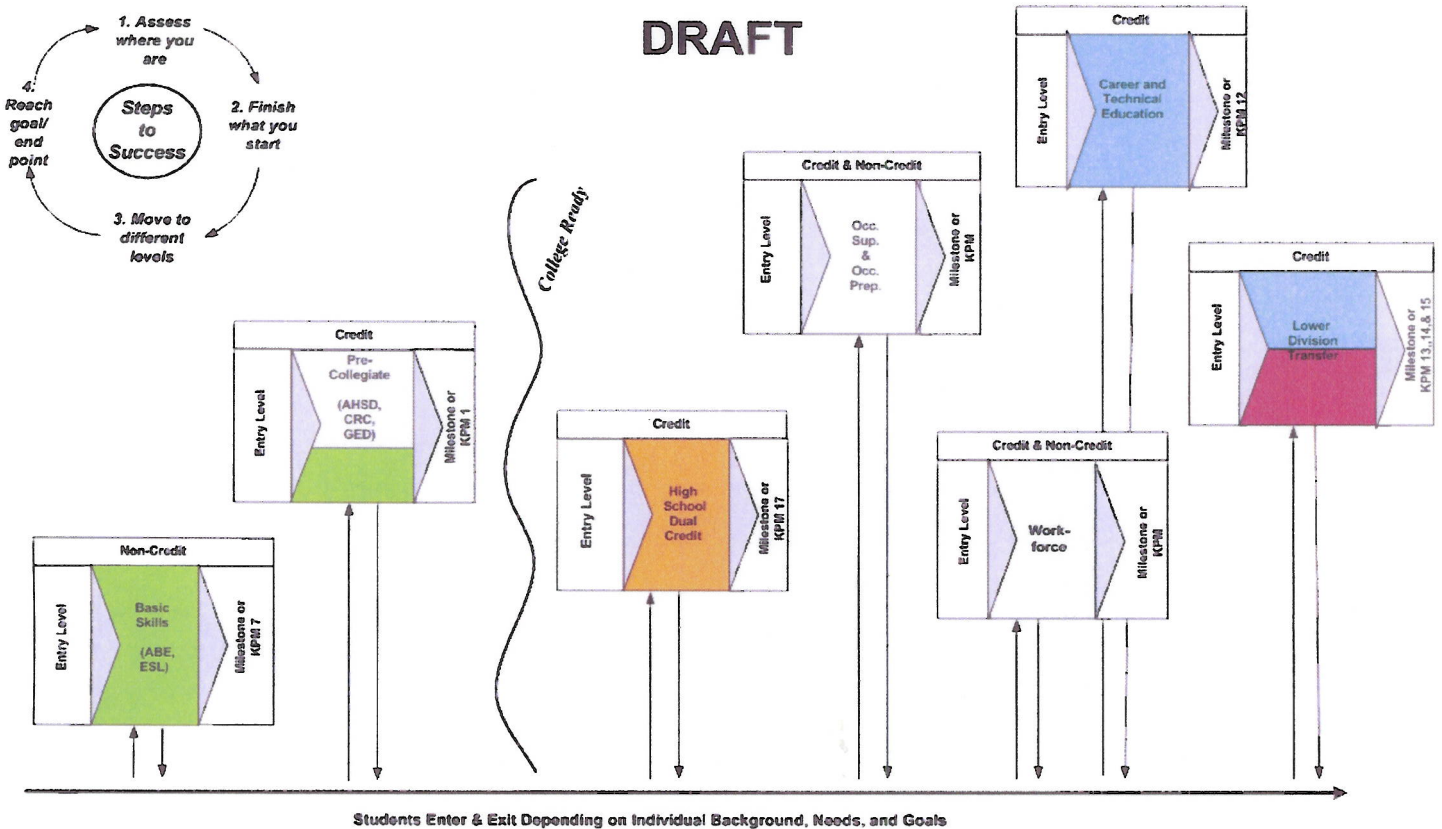 DRAFT
1. Assess
where you
are
2. Finish
what you
start
3. Move to
different
levels
4.
Reach
goal/
end
point
Steps
to
Success
College Ready
Non-Credit
Entry Level
Basic
Skills
(ABE,
ESL)
Milestone or
KPM 7
Credit
Entry Level
Pre-
Collegiate
(AHSD,
CRC,
GED)
Milestone or
KPM 1
Credit
Entry Level
High
School
Dual
Credit
Milestone or
KPM 17
Credit & Non-Credit
Entry Level
Occ.
Sup.
&
Occ.
Prep.
Milestone or
KPM
Credit & Non-Credit
Entry Level
Work-
force
Milestone or
KPM
Credit
Entry Level
Career and
Technical
Education
Milestone or
KPM 12
Credit
Entry Level
Lower
Division
Transfer
Milestone or
KPM 13,,14,& 15
Students Enter & Exit Depending on Individual Background, Needs, and Goals